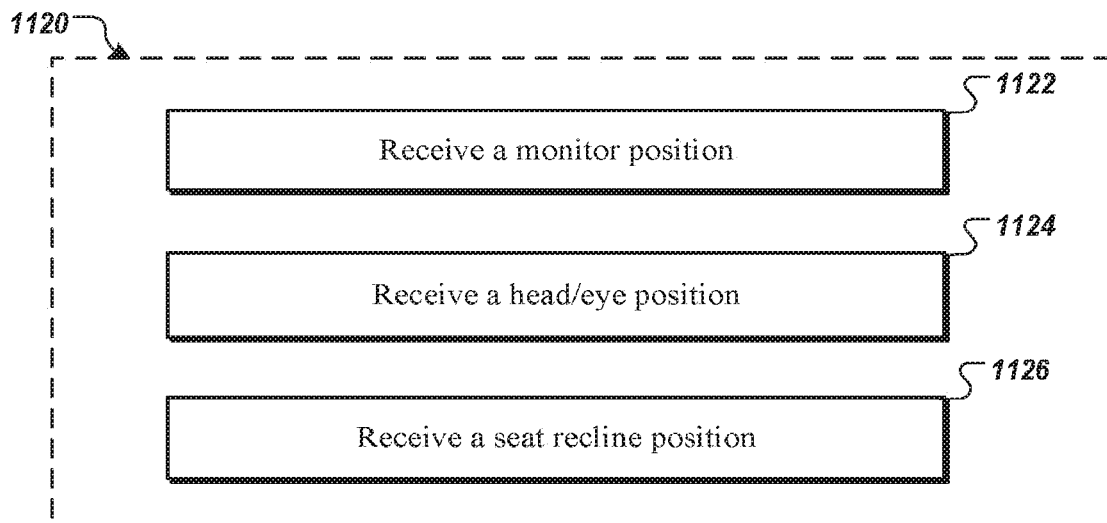 1120
1122
Receive a monitor position
1124
Receive a head/eye position
1126
Receive a seat recline position